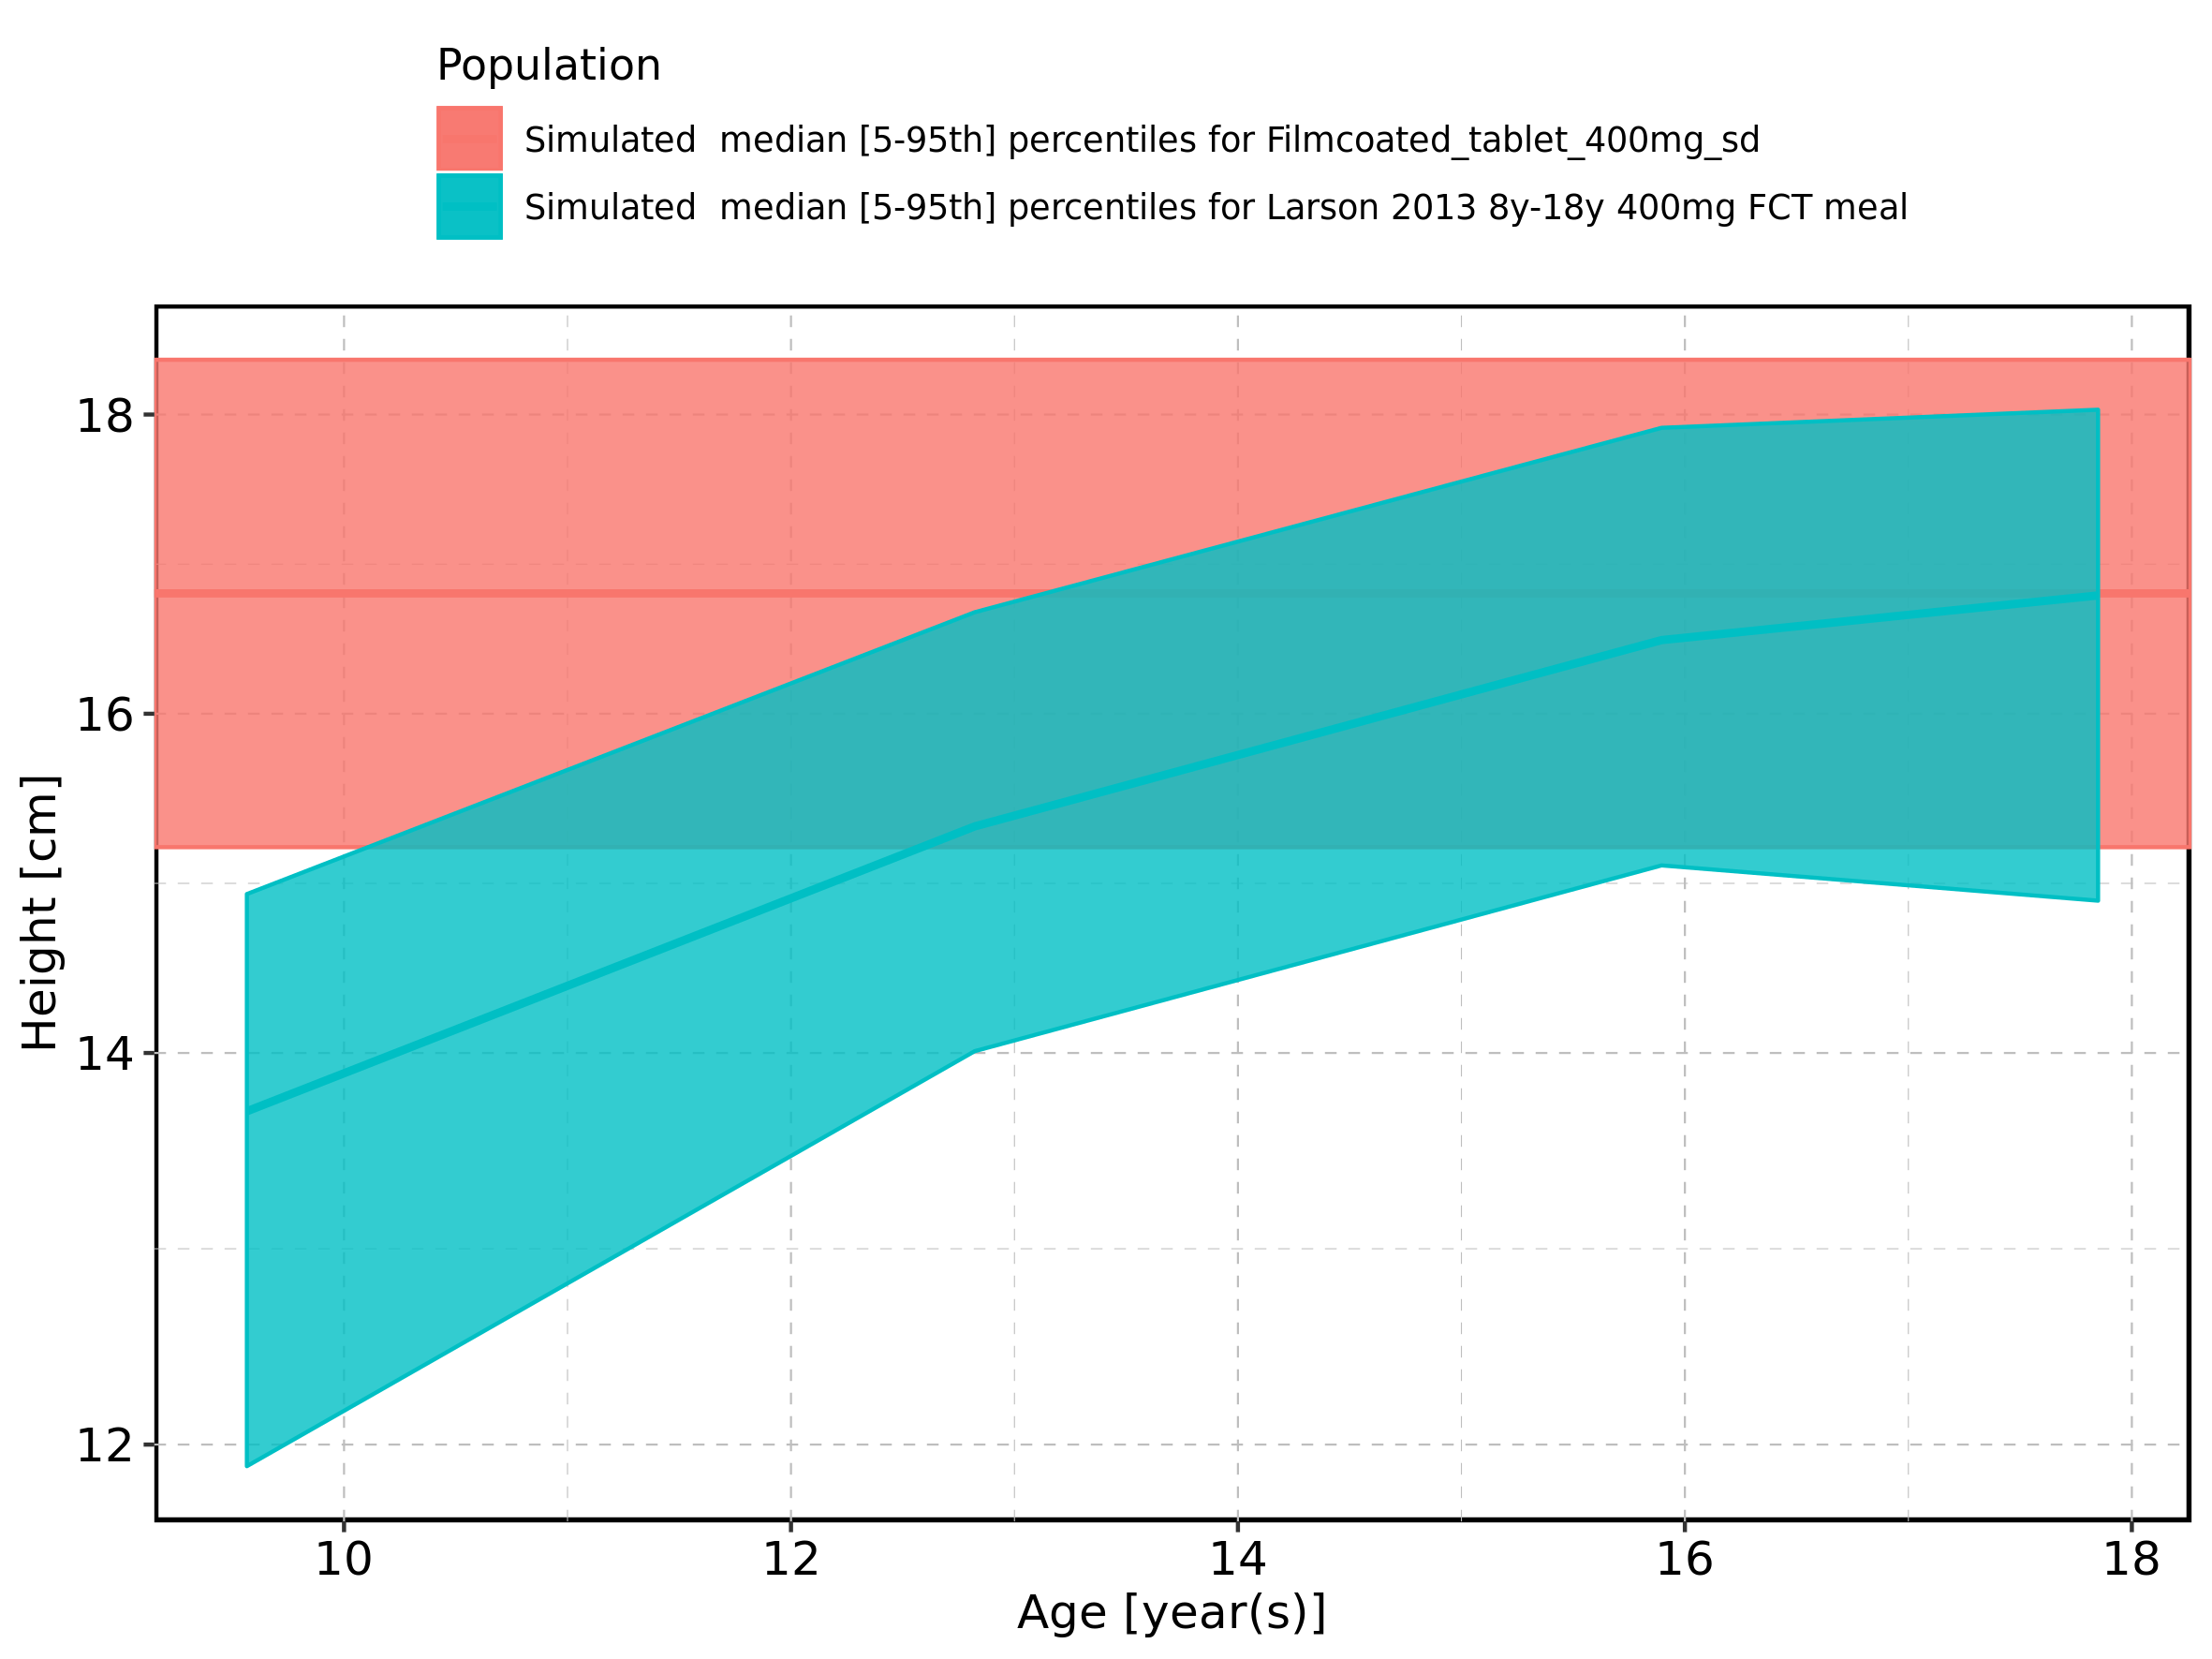 Population
Simulated  median [5-95th] percentiles for Filmcoated_tablet_400mg_sd
Simulated  median [5-95th] percentiles for Larson 2013 8y-18y 400mg FCT meal
18
16
14
12
Height [cm]
10 12 14 16 18
Age [year(s)]